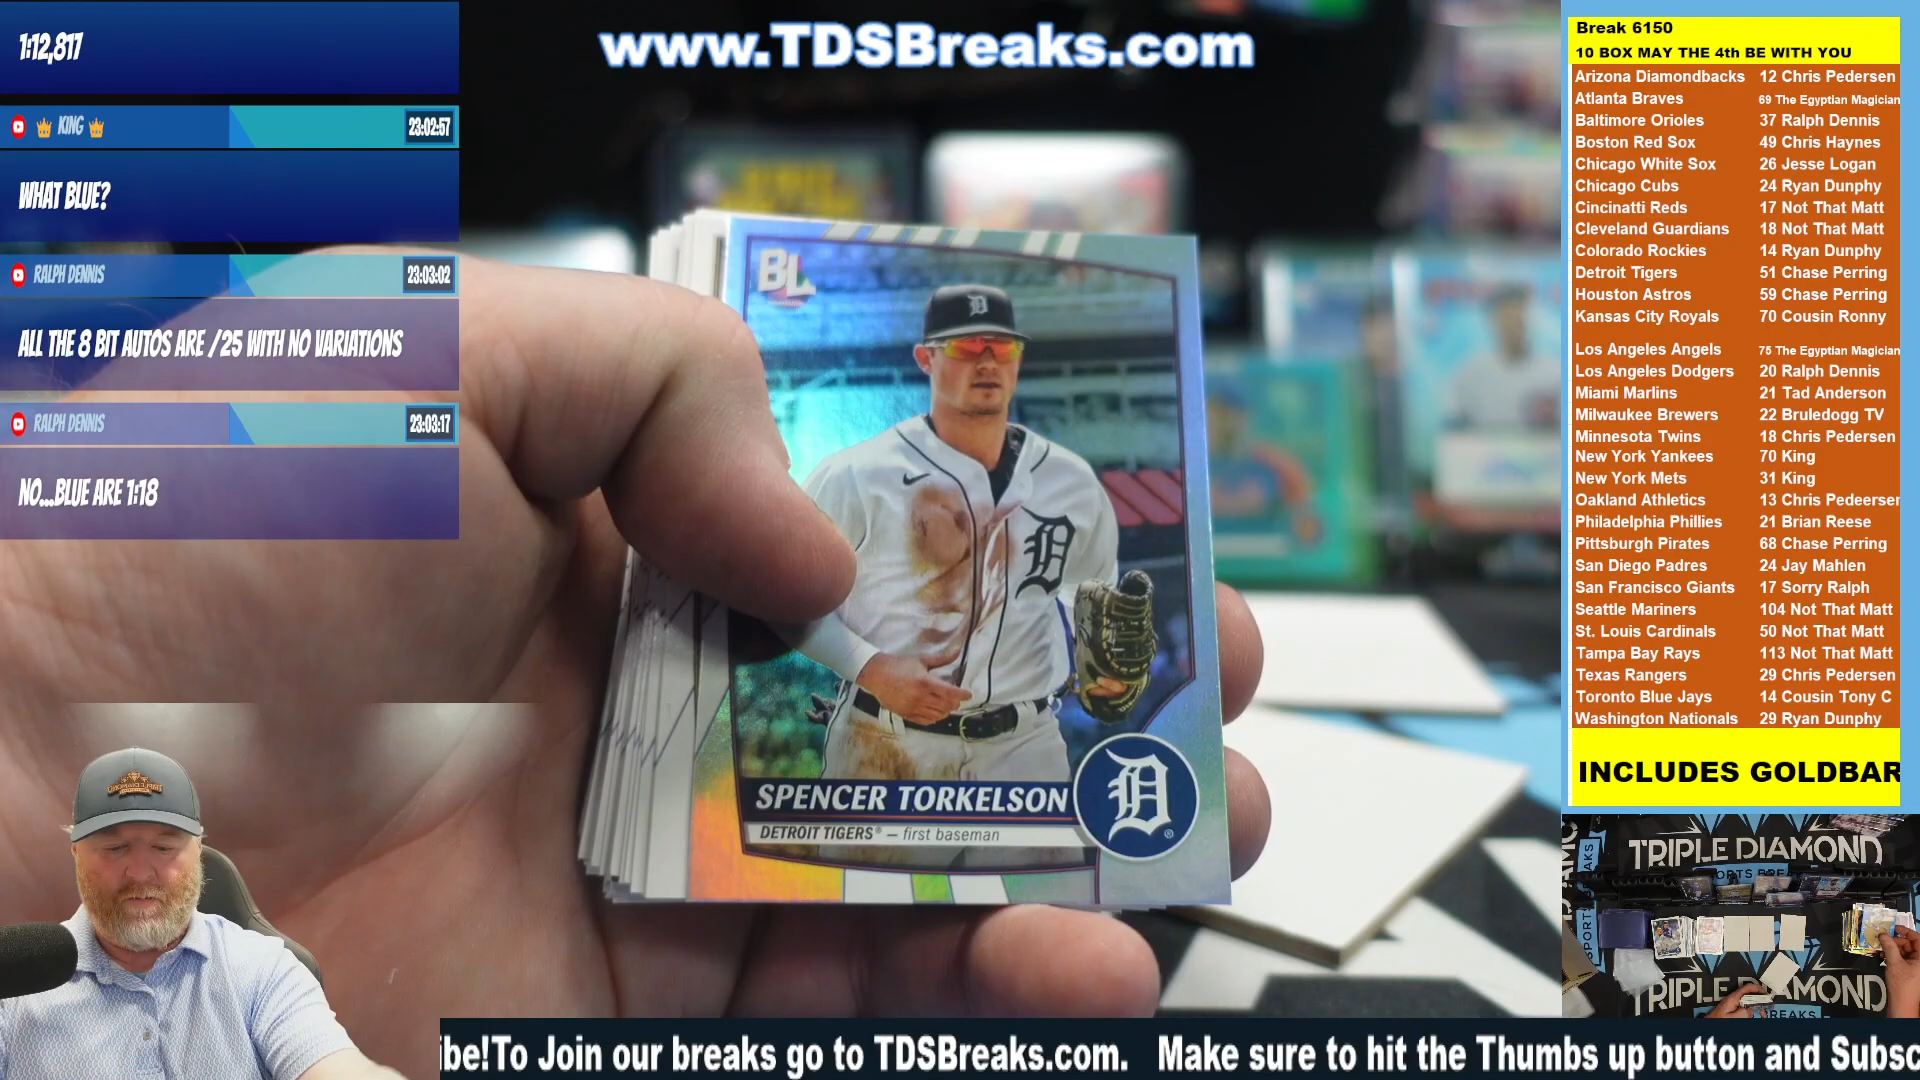 1:12,817
KING
23:02:57
WHAT BLUE?
RALPH DENNIS
23:03:02
ALL THE 8 BIT AUTOS ARE /25 WITH NO VARIATIONS
RALPH DENNIS
23:03:17
NO...BLUE ARE 1:18
www.TDSBreaks.com
BL
SPENCER TORKELSON
DETROIT TIGERS® — first baseman
Break 6150
10 BOX MAY THE 4th BE WITH YOU
Arizona Diamondbacks 12 Chris Pedersen
Atlanta Braves 69 The Egyptian Magician
Baltimore Orioles 37 Ralph Dennis
Boston Red Sox 49 Chris Haynes
Chicago White Sox 26 Jesse Logan
Chicago Cubs 24 Ryan Dunphy
Cincinatti Reds 17 Not That Matt
Cleveland Guardians 18 Not That Matt
Colorado Rockies 14 Ryan Dunphy
Detroit Tigers 51 Chase Perring
Houston Astros 59 Chase Perring
Kansas City Royals 70 Cousin Ronny
Los Angeles Angels 75 The Egyptian Magician
Los Angeles Dodgers 20 Ralph Dennis
Miami Marlins 21 Tad Anderson
Milwaukee Brewers 22 Bruledogg TV
Minnesota Twins 18 Chris Pedersen
New York Yankees 70 King
New York Mets 31 King
Oakland Athletics 13 Chris Pedeersen
Philadelphia Phillies 21 Brian Reese
Pittsburgh Pirates 68 Chase Perring
San Diego Padres 24 Jay Mahlen
San Francisco Giants 17 Sorry Ralph
Seattle Mariners 104 Not That Matt
St. Louis Cardinals 50 Not That Matt
Tampa Bay Rays 113 Not That Matt
Texas Rangers 29 Chris Pedersen
Toronto Blue Jays 14 Cousin Tony C
Washington Nationals 29 Ryan Dunphy
INCLUDES GOLDBAR
TRIPLE DIAMOND
SPORTS BREAKS
TRIPLE DIAMOND
BREAKS
ibe!To Join our breaks go to TDSBreaks.com. Make sure to hit the Thumbs up button and Subsc